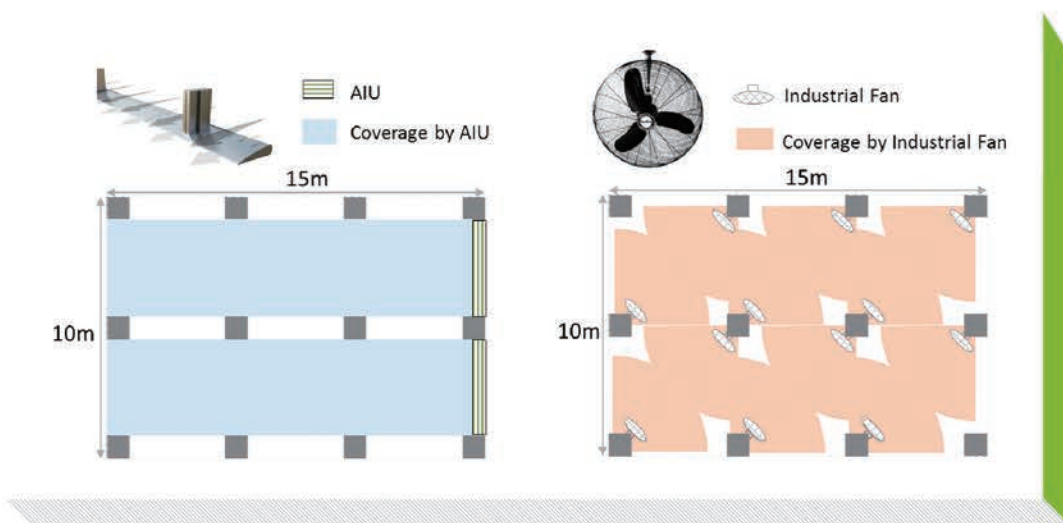 AIU
Coverage by AIU
15m
10m
Industrial Fan
Coverage by Industrial Fan
15m
10m